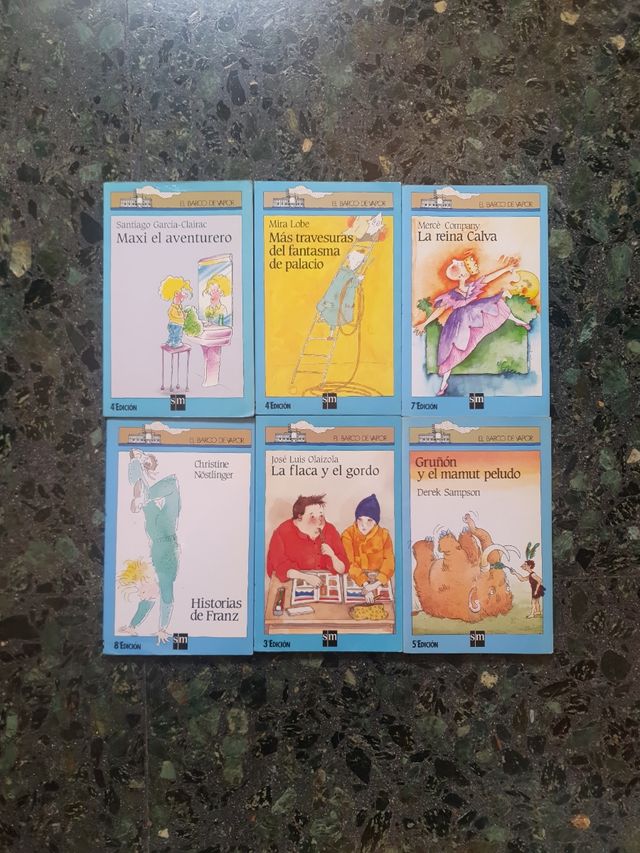 EL BARCO DE VAPOR
Santiago García-Clairac
Maxi el aventurero
4ª EDICIÓN
sm
EL BARCO DE VAPOR
Mira Lobe
Más travesuras
del fantasma
de palacio
4ª EDICIÓN
sm
EL BARCO DE VAPOR
Mercè Company
La reina Calva
7ª EDICIÓN
sm
EL BARCO DE VAPOR
Christine
Nöstlinger
Historias
de Franz
8ª EDICIÓN
sm
EL BARCO DE VAPOR
José Luis Olaizola
La flaca y el gordo
3ª EDICIÓN
sm
EL BARCO DE VAPOR
Gruñón
y el mamut peludo
Derek Sampson
5ª EDICIÓN
sm